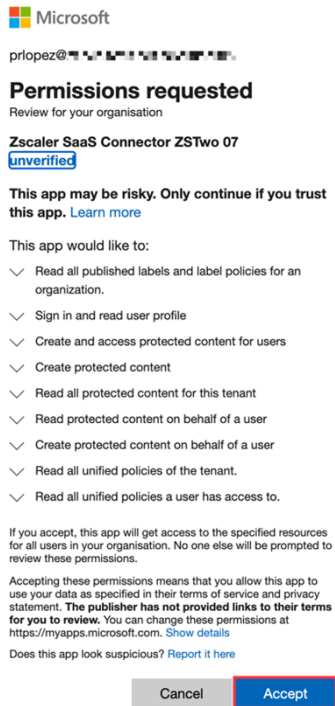 Microsoft
prlopez@
Permissions requested
Review for your organisation
Zscaler SaaS Connector ZSTwo 07
unverified
This app may be risky. Only continue if you trust
this app. Learn more
This app would like to:
Read all published labels and label policies for an
organization.
Sign in and read user profile
Create and access protected content for users
Create protected content
Read all protected content for this tenant
Read protected content on behalf of a user
Create protected content on behalf of a user
Read all unified policies of the tenant.
Read all unified policies a user has access to.
If you accept, this app will get access to the specified resources
for all users in your organisation. No one else will be prompted to
review these permissions.
Accepting these permissions means that you allow this app to
use your data as specified in their terms of service and privacy
statement. The publisher has not provided links to their terms
for you to review. You can change these permissions at
https://myapps.microsoft.com. Show details
Does this app look suspicious? Report it here
Cancel
Accept